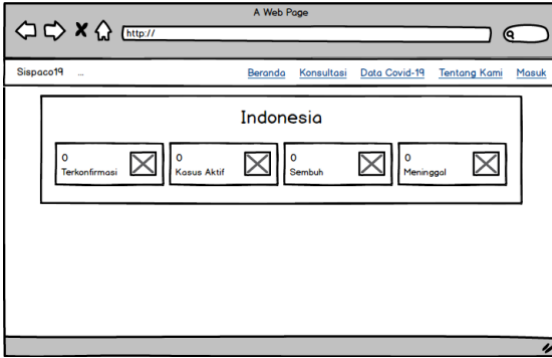 A Web Page
http://
Sispaco19 ... Beranda Konsultasi Data Covid-19 Tentang Kami Masuk
Indonesia
0 0 0 0
Terkonfirmasi Kasus Aktif Sembuh Meninggal